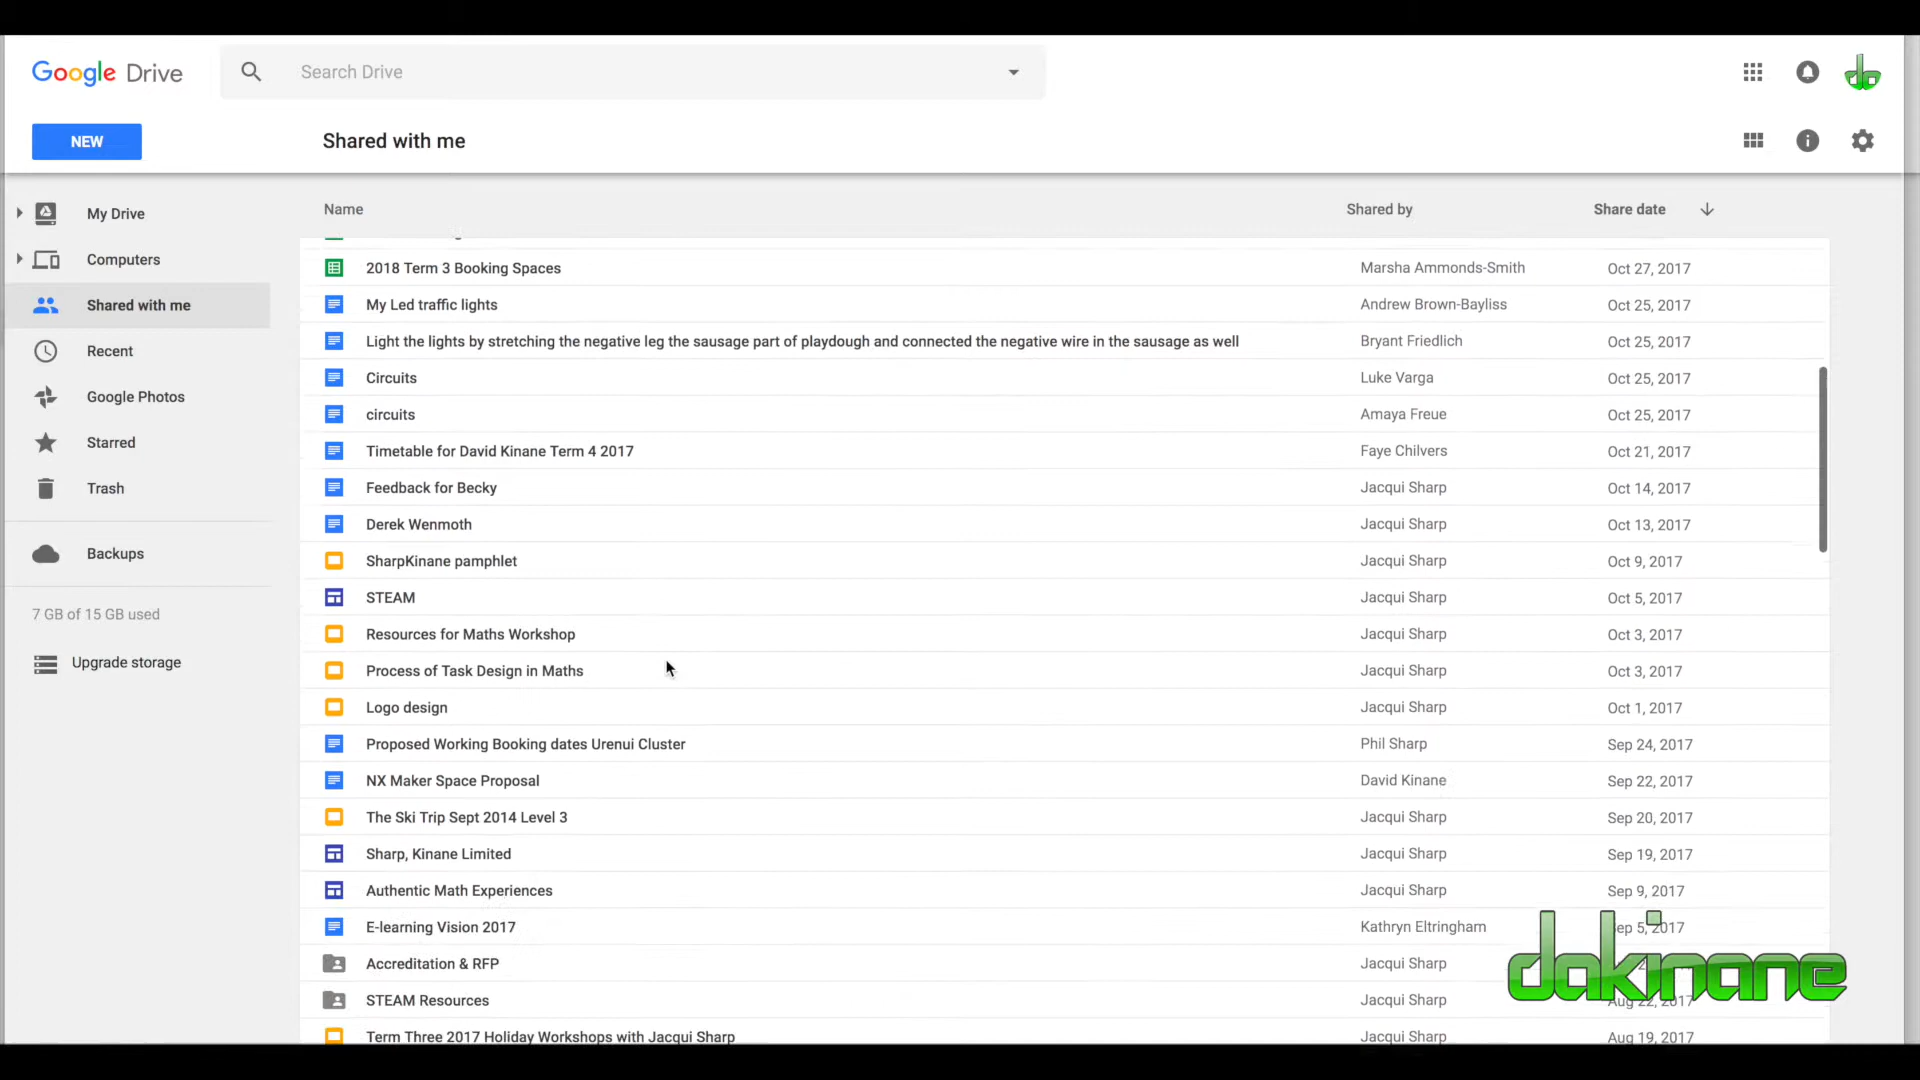 Google Drive
Search Drive
NEW
Shared with me
My Drive
Computers
Shared with me
Recent
Google Photos
Starred
Trash
Backups
7 GB of 15 GB used
Upgrade storage
Name Shared by Share date
2018 Term 3 Booking Spaces Marsha Ammonds-Smith Oct 27, 2017
My Led traffic lights Andrew Brown-Bayliss Oct 25, 2017
Light the lights by stretching the negative leg the sausage part of playdough and connected the negative wire in the sausage as well Bryant Friedlich Oct 25, 2017
Circuits Luke Varga Oct 25, 2017
circuits Amaya Freue Oct 25, 2017
Timetable for David Kinane Term 4 2017 Faye Chilvers Oct 21, 2017
Feedback for Becky Jacqui Sharp Oct 14, 2017
Derek Wenmoth Jacqui Sharp Oct 13, 2017
SharpKinane pamphlet Jacqui Sharp Oct 9, 2017
STEAM Jacqui Sharp Oct 5, 2017
Resources for Maths Workshop Jacqui Sharp Oct 3, 2017
Process of Task Design in Maths Jacqui Sharp Oct 3, 2017
Logo design Jacqui Sharp Oct 1, 2017
Proposed Working Booking dates Urenui Cluster Phil Sharp Sep 24, 2017
NX Maker Space Proposal David Kinane Sep 22, 2017
The Ski Trip Sept 2014 Level 3 Jacqui Sharp Sep 20, 2017
Sharp, Kinane Limited Jacqui Sharp Sep 19, 2017
Authentic Math Experiences Jacqui Sharp Sep 9, 2017
E-learning Vision 2017 Kathryn Eltringham Sep 5, 2017
Accreditation & RFP Jacqui Sharp
STEAM Resources Jacqui Sharp Aug 22, 2017
Term Three 2017 Holiday Workshops with Jacqui Sharp Jacqui Sharp Aug 19, 2017
dakinane